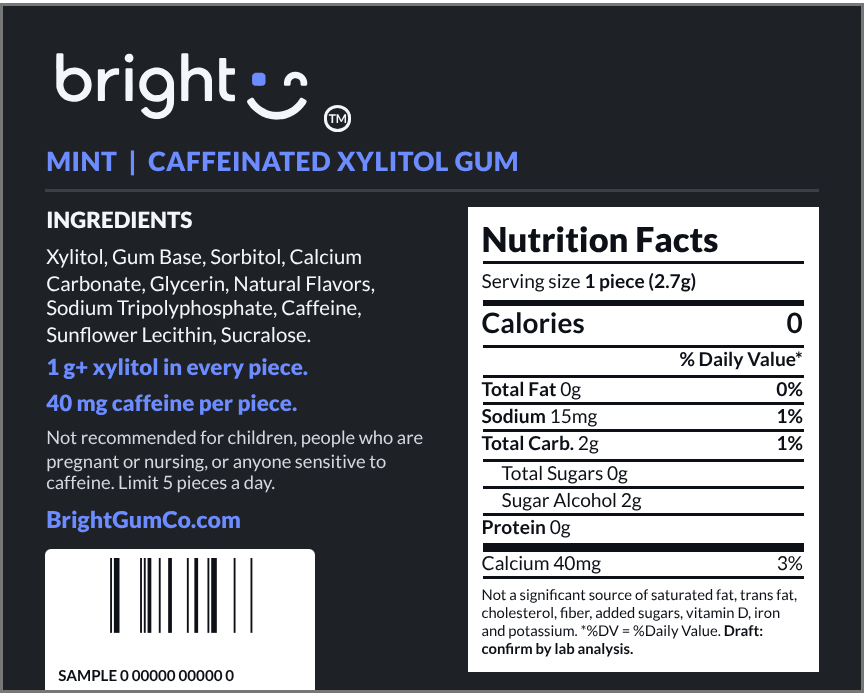 bright
TM
MINT | CAFFEINATED XYLITOL GUM
INGREDIENTS
Xylitol, Gum Base, Sorbitol, Calcium
Carbonate, Glycerin, Natural Flavors,
Sodium Tripolyphosphate, Caffeine,
Sunflower Lecithin, Sucralose.
1 g+ xylitol in every piece.
40 mg caffeine per piece.
Not recommended for children, people who are
pregnant or nursing, or anyone sensitive to
caffeine. Limit 5 pieces a day.
BrightGumCo.com
SAMPLE 0 00000 00000 0
Nutrition Facts
Serving size 1 piece (2.7g)
Calories 0
% Daily Value*
Total Fat 0g 0%
Sodium 15mg 1%
Total Carb. 2g 1%
Total Sugars 0g
Sugar Alcohol 2g
Protein 0g
Calcium 40mg 3%
Not a significant source of saturated fat, trans fat,
cholesterol, fiber, added sugars, vitamin D, iron
and potassium. *%DV = %Daily Value. Draft:
confirm by lab analysis.